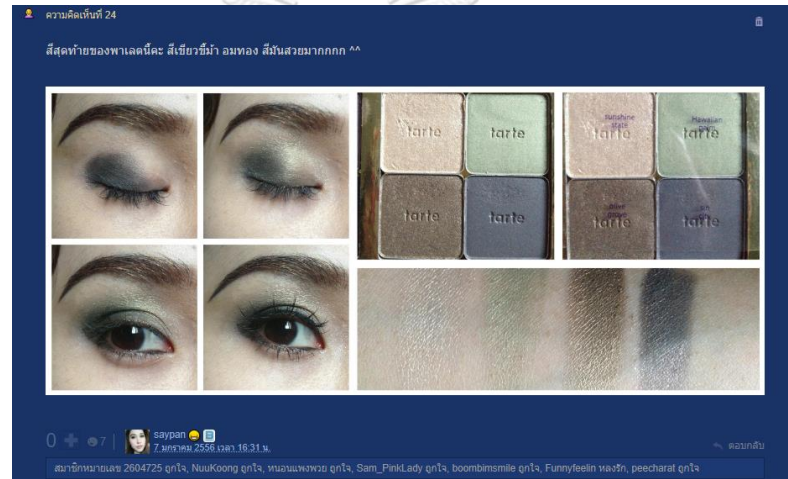 ความคิดเห็นที่ 24
สีสุดท้ายของพาเลตนี้คะ สีเขียวขี้ม้า อมทอง สีมันสวยมากกกก ^^
tarte
tarte
tarte
tarte
sunshine state
tarte
Hawaiian
tarte
olive grove
tarte
sin city
tarte
0
7
saypan
7 มกราคม 2556 เวลา 16:31 น.
ตอบกลับ
สมาชิกหมายเลข 2604725 ถูกใจ, NuuKoong ถูกใจ, หนอนแพงพวย ถูกใจ, Sam_PinkLady ถูกใจ, boombimsmile ถูกใจ, Funnyfeelin หลงรัก, peecharat ถูกใจ